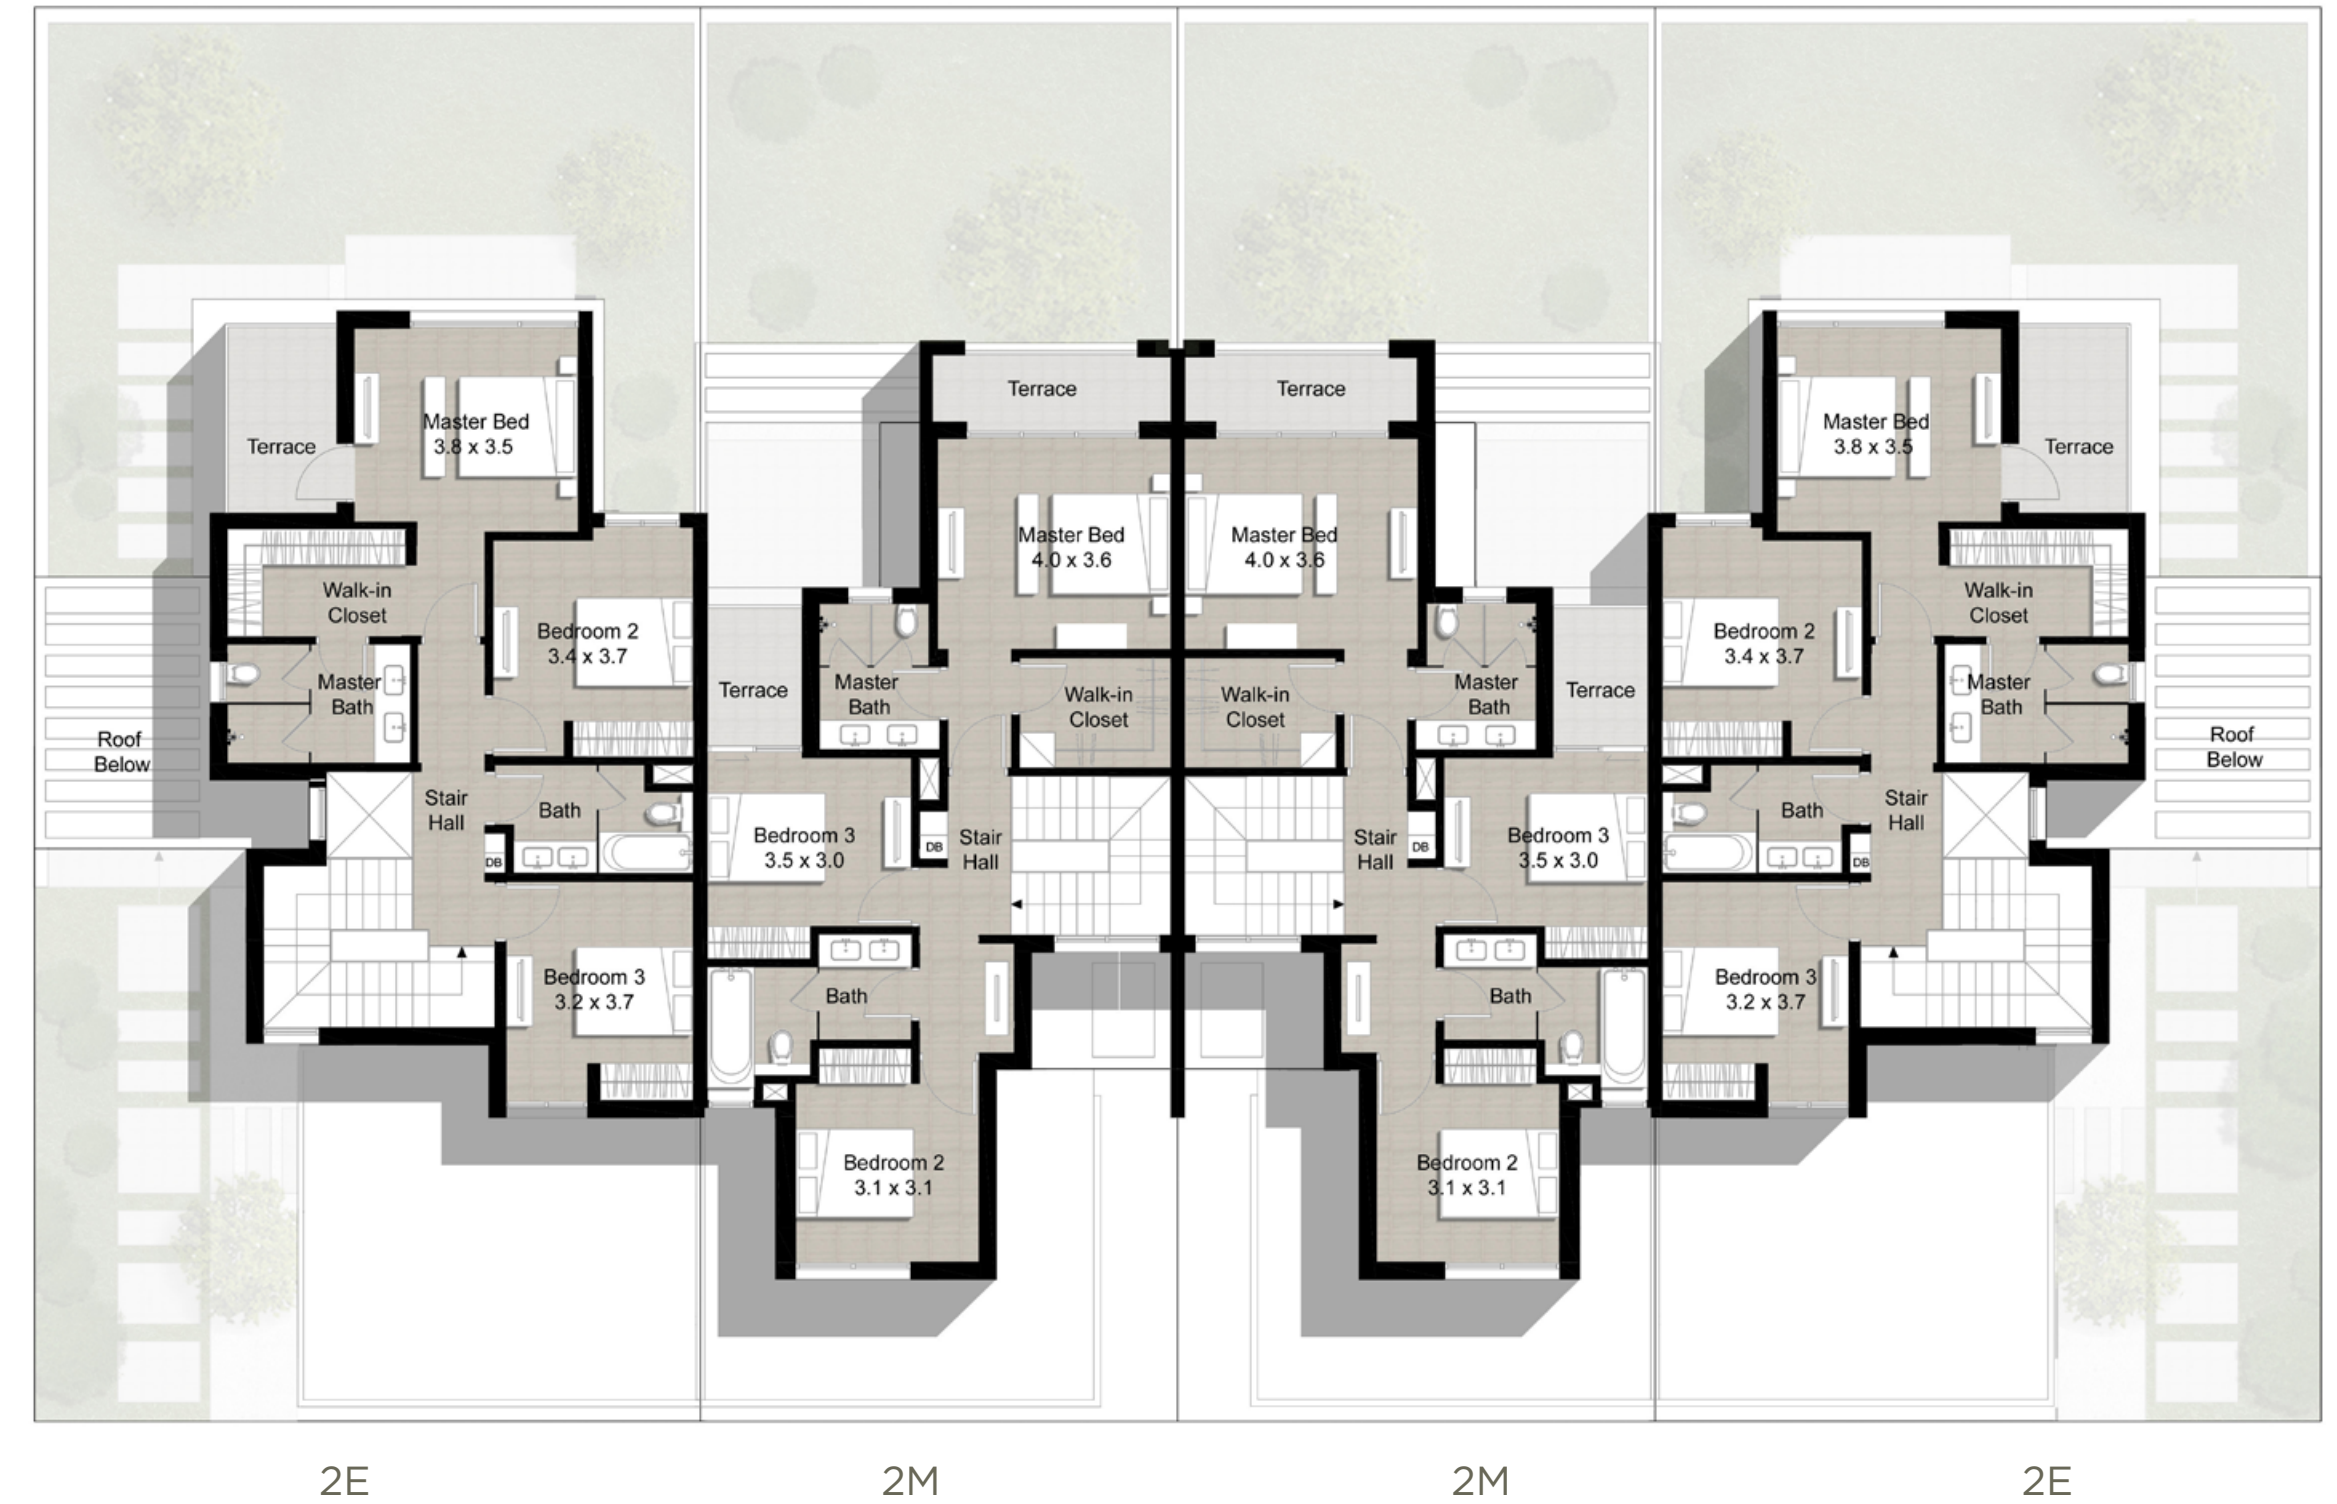 Terrace
Master Bed
3.8 x 3.5
Walk-in
Closet
Bedroom 2
3.4 x 3.7
Master
Bath
Roof
Below
Stair
Hall
Bath
DB
Bedroom 3
3.2 x 3.7
Terrace
Master Bed
4.0 x 3.6
Terrace
Master
Bath
Walk-in
Closet
Bedroom 3
3.5 x 3.0
DB
Stair
Hall
Bath
Bedroom 2
3.1 x 3.1
Terrace
Master Bed
4.0 x 3.6
Walk-in
Closet
Master
Bath
Terrace
Stair
Hall
DB
Bedroom 3
3.5 x 3.0
Bath
Bedroom 2
3.1 x 3.1
Master Bed
3.8 x 3.5
Terrace
Bedroom 2
3.4 x 3.7
Walk-in
Closet
Master
Bath
Roof
Below
Bath
Stair
Hall
DB
Bedroom 3
3.2 x 3.7
2E
2M
2M
2E